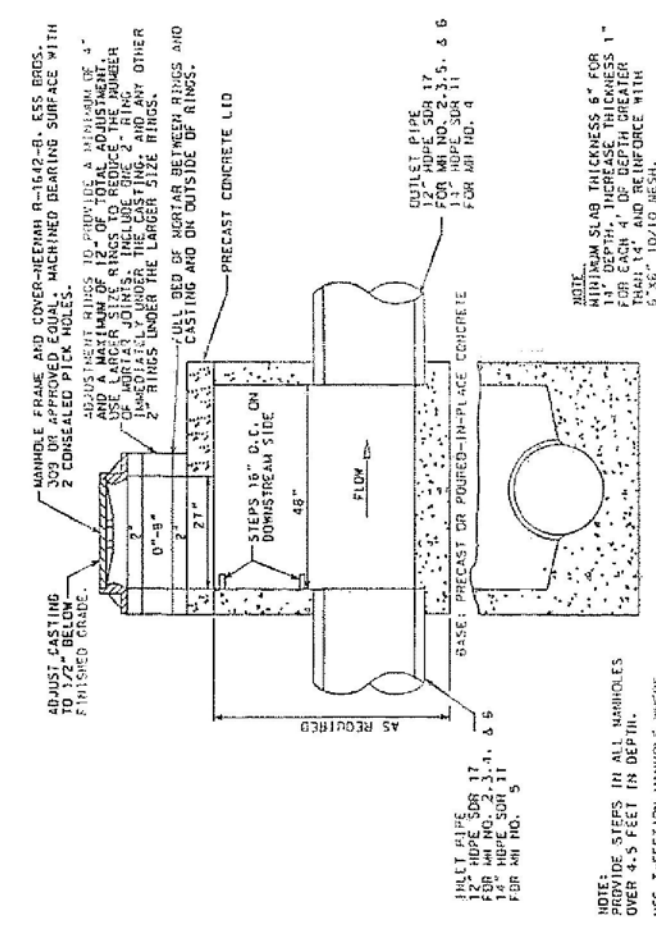 MANHOLE FRAME AND COVER-NEENAH R-1642-B, ESS BROS.
309 OR APPROVED EQUAL, MACHINED BEARING SURFACE WITH
2 CONSEALED PICK HOLES.
ADJUSTMENT RINGS TO PROVIDE A MINIMUM OF 4"
AND A MAXIMUM OF 12" OF TOTAL ADJUSTMENT.
USE LARGER SIZE RINGS TO REDUCE THE NUMBER
OF MORTAR JOINTS. INCLUDE ONE 2" RING
IMMEDIATELY UNDER THE CASTING, AND ANY OTHER
2" RINGS UNDER THE LARGER SIZE RINGS.
FULL BED OF MORTAR BETWEEN RINGS AND
CASTING AND ON OUTSIDE OF RINGS.
PRECAST CONCRETE LID
ADJUST CASTING
TO 1/2" BELOW
FINISHED GRADE.
2"
0"-8"
2"
27"
STEPS 16" O.C. ON
DOWNSTREAM SIDE
48"
FLOW
AS REQUIRED
OUTLET PIPE
12" HDPE SDR 17
FOR MH NO. 2,3,5, & 6
14" HDPE SDR 11
FOR MH NO. 4
INLET PIPE
12" HDPE SDR 17
FOR MH NO. 2,3,4, & 6
14" HDPE SDR 11
FOR MH NO. 5
BASE: PRECAST OR POURED-IN-PLACE CONCRETE
NOTE:
PROVIDE STEPS IN ALL MANHOLES
OVER 4.5 FEET IN DEPTH.
NOTE
MINIMUM SLAB THICKNESS 6" FOR
14' DEPTH. INCREASE THICKNESS 1"
FOR EACH 4' OF DEPTH GREATER
THAN 14' AND REINFORCE WITH
6"X6" 10/10 MESH.